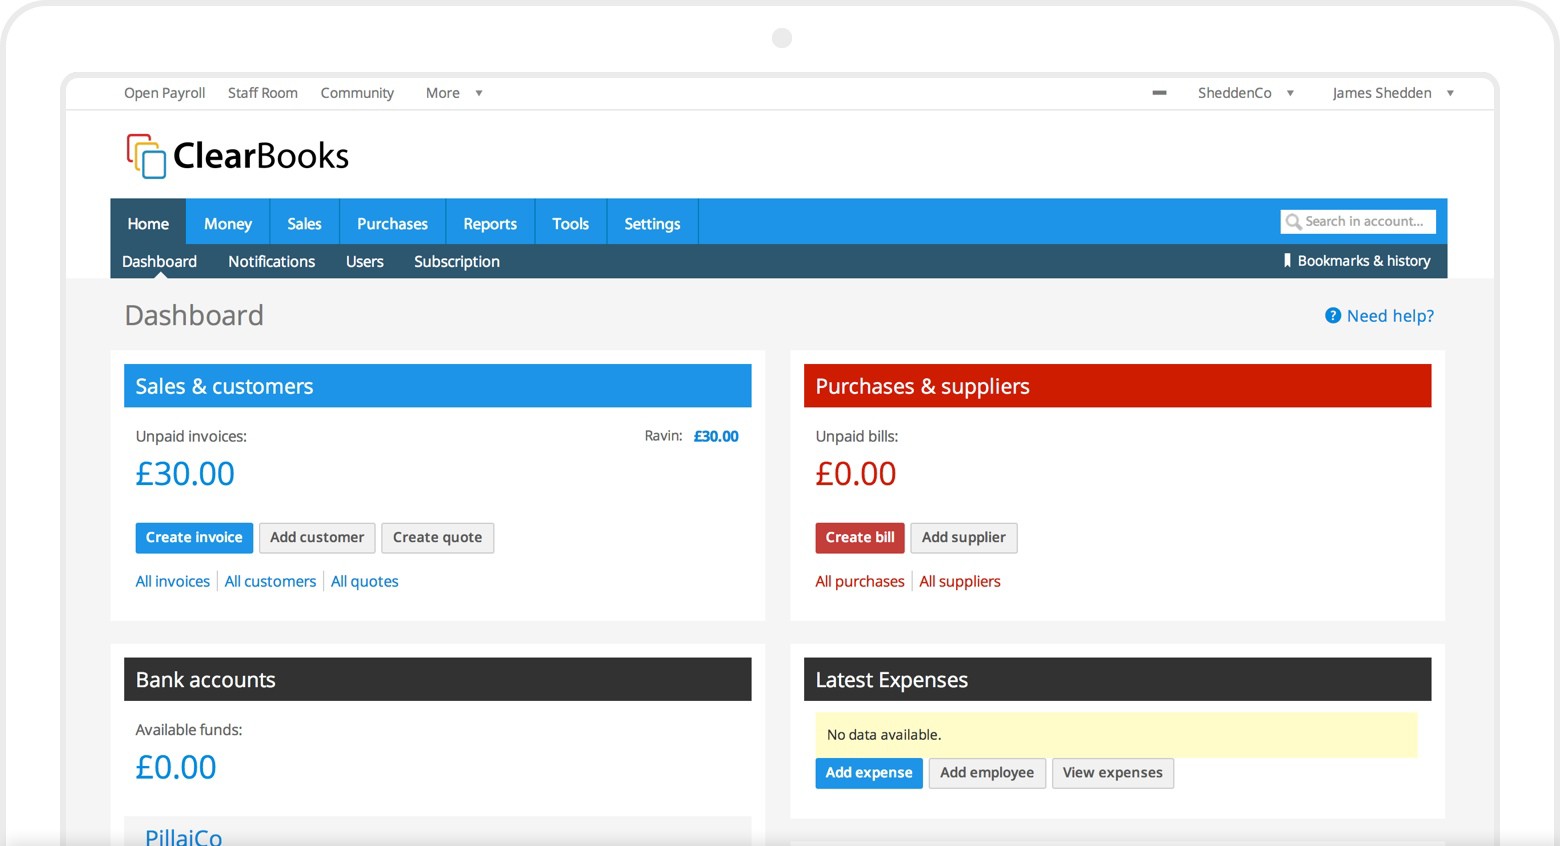 Open Payroll Staff Room Community More SheddenCo James Shedden
ClearBooks
Home Money Sales Purchases Reports Tools Settings Search in account...
Dashboard Notifications Users Subscription Bookmarks & history
Dashboard ? Need help?
Sales & customers
Unpaid invoices: Ravin: £30.00
£30.00
Create invoice Add customer Create quote
All invoices All customers All quotes
Purchases & suppliers
Unpaid bills:
£0.00
Create bill Add supplier
All purchases All suppliers
Bank accounts
Available funds:
£0.00
PillaiCo
Latest Expenses
No data available.
Add expense Add employee View expenses